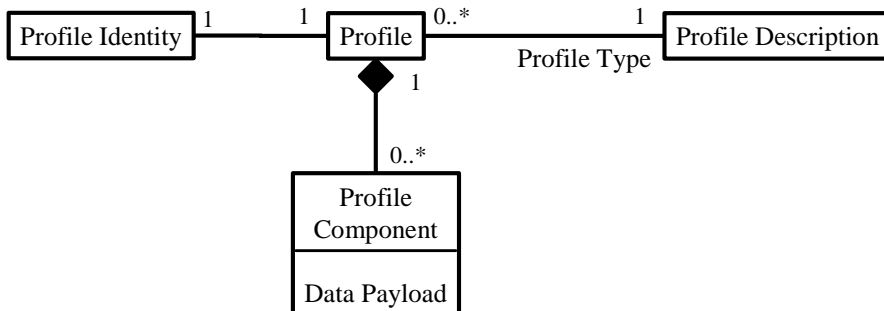 1 1 0..* 1
Profile Identity Profile Profile Description
Profile Type
1
0..*
Profile
Component
Data Payload